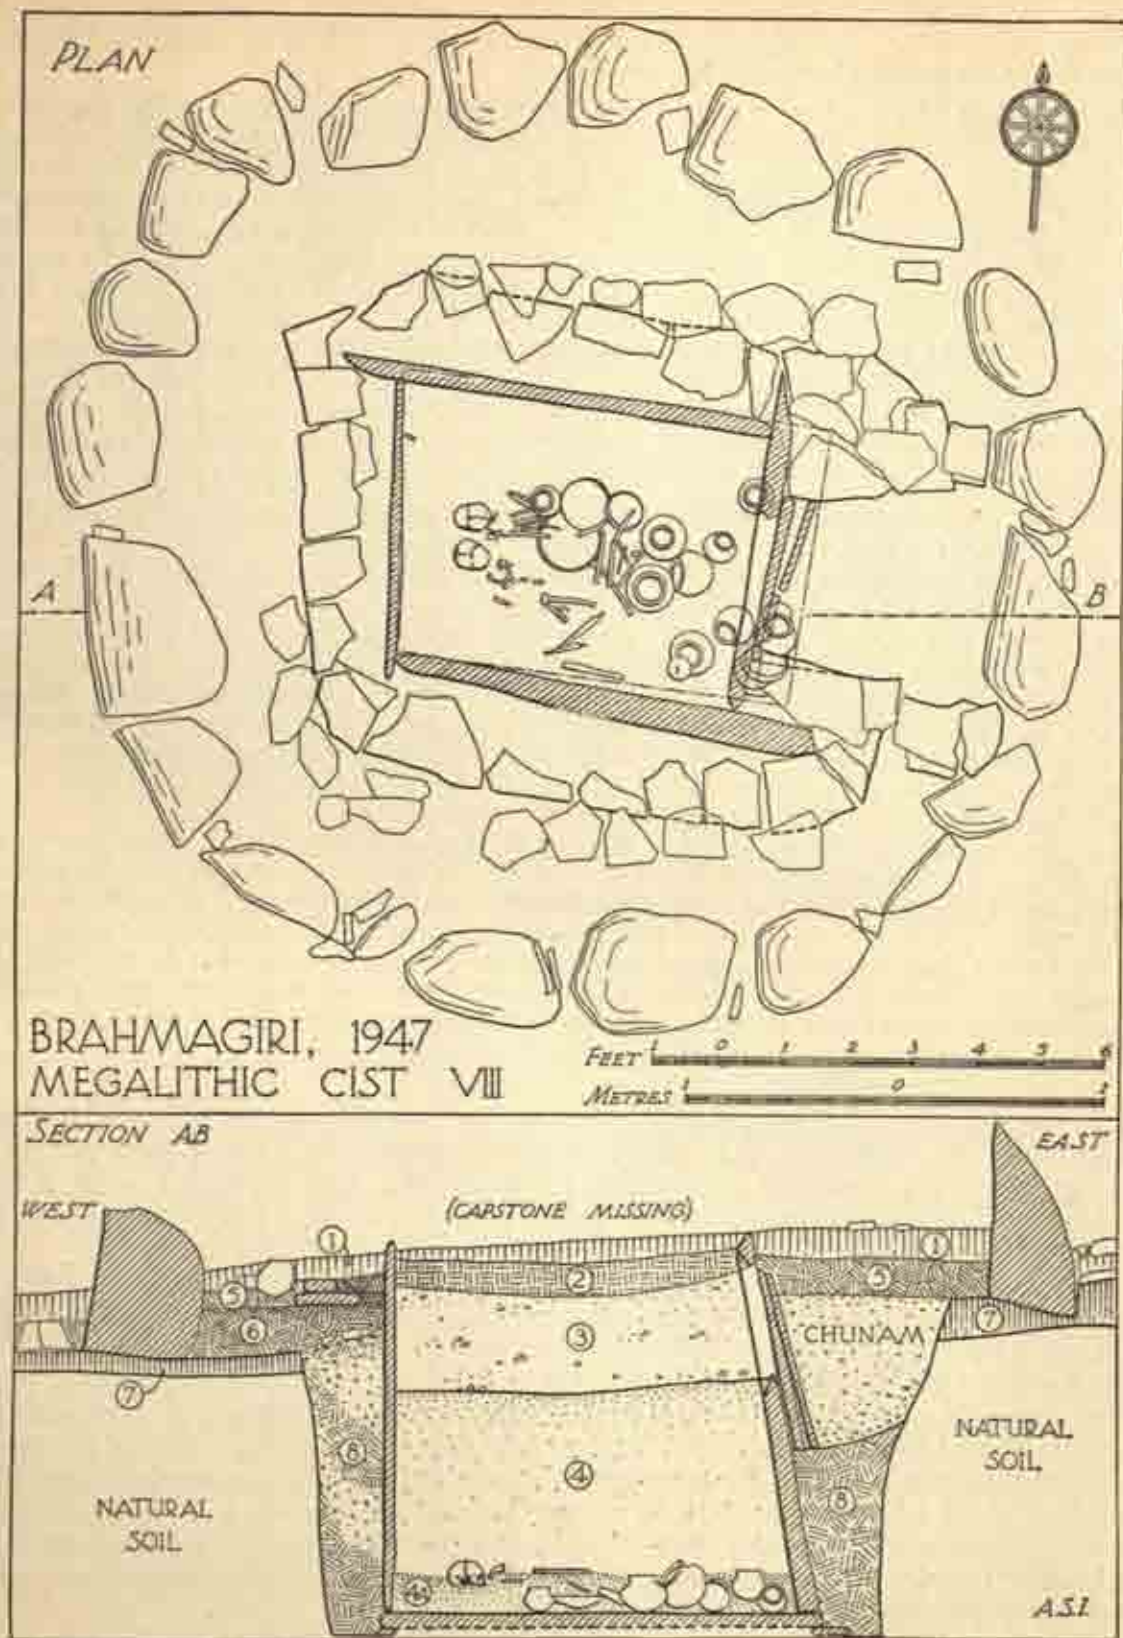 PLAN
A
B
BRAHMAGIRI, 1947
MEGALITHIC CIST VIII
FEET 1 0 1 2 3 4 5 6
METRES 1 0 1
SECTION AB
EAST
WEST
(CAPSTONE MISSING)
1
1
2
5
5
6
3
CHUNAM
7
7
8
4
8
NATURAL SOIL
NATURAL SOIL
4a
A.S.I.